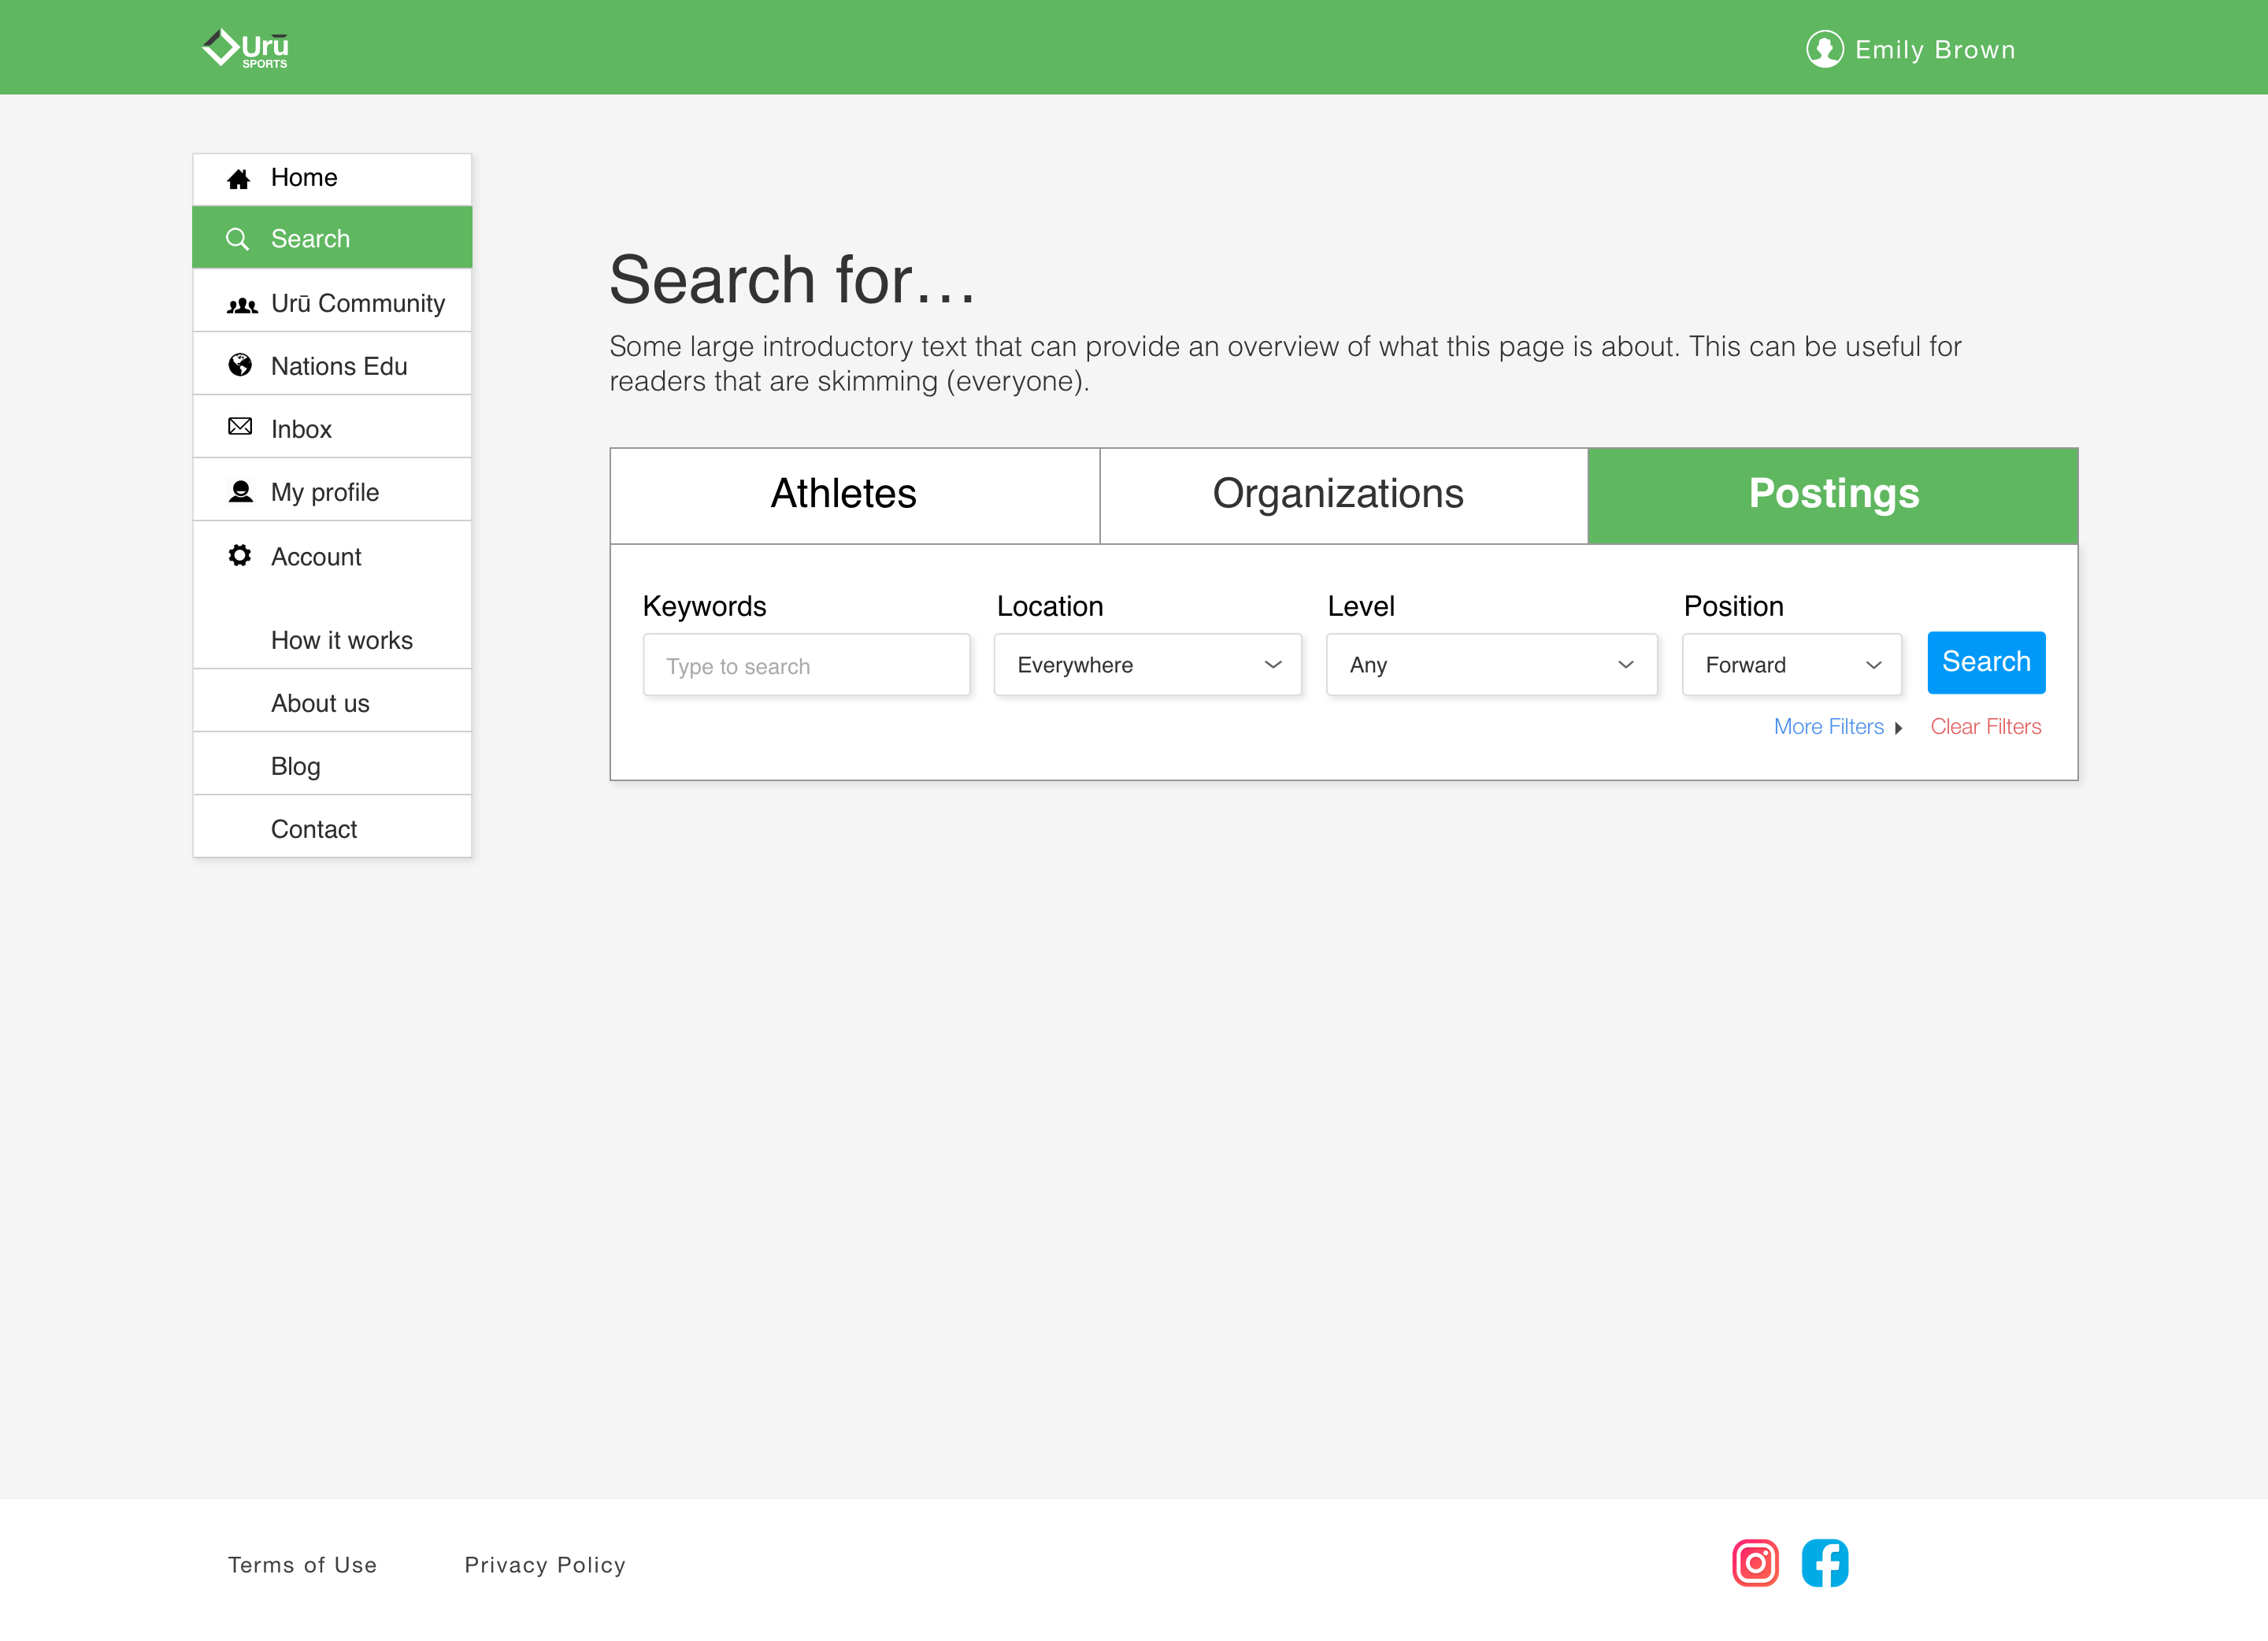 Urū
SPORTS
Emily Brown
Home
Search
Urū Community
Nations Edu
Inbox
My profile
Account
How it works
About us
Blog
Contact
Search for...
Some large introductory text that can provide an overview of what this page is about. This can be useful for
readers that are skimming (everyone).
Athletes
Organizations
Postings
Keywords
Location
Level
Position
Type to search
Everywhere
Any
Forward
Search
More Filters
Clear Filters
Terms of Use
Privacy Policy